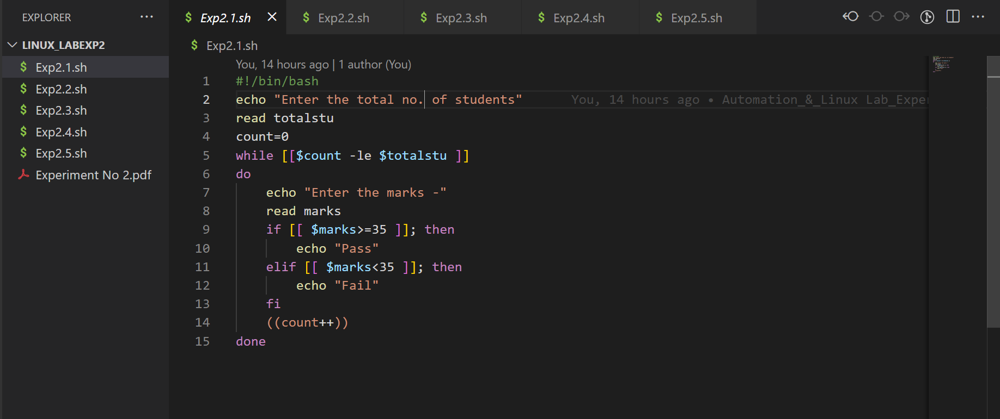 EXPLORER
LINUX_LABEXP2
Exp2.1.sh
Exp2.2.sh
Exp2.3.sh
Exp2.4.sh
Exp2.5.sh
Experiment No 2.pdf
Exp2.1.sh Exp2.2.sh Exp2.3.sh Exp2.4.sh Exp2.5.sh
Exp2.1.sh
You, 14 hours ago | 1 author (You)
1 #!/bin/bash
2 echo "Enter the total no. of students" You, 14 hours ago • Automation_&_Linux
3 read totalstu
4 count=0
5 while [[$count -le $totalstu ]]
6 do
7     echo "Enter the marks -"
8     read marks
9     if [[ $marks>=35 ]]; then
10         echo "Pass"
11     elif [[ $marks<35 ]]; then
12         echo "Fail"
13     fi
14     ((count++))
15 done